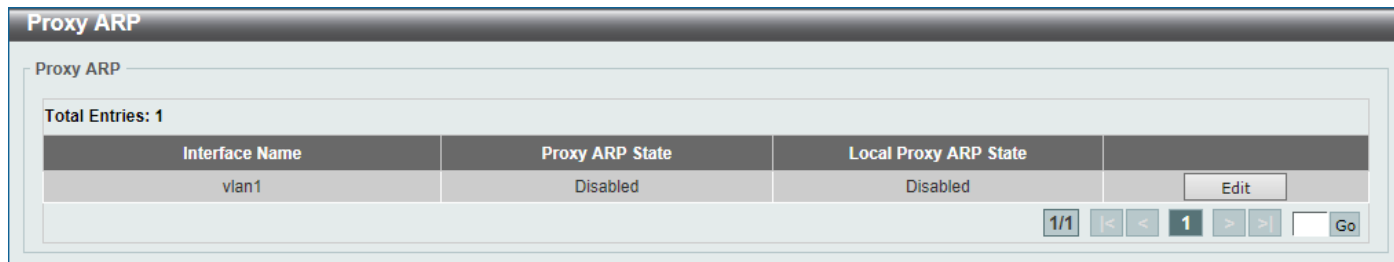 Proxy ARP
Proxy ARP
Total Entries: 1
Interface Name Proxy ARP State Local Proxy ARP State
vlan1 Disabled Disabled Edit
1/1 |< < 1 > >| Go